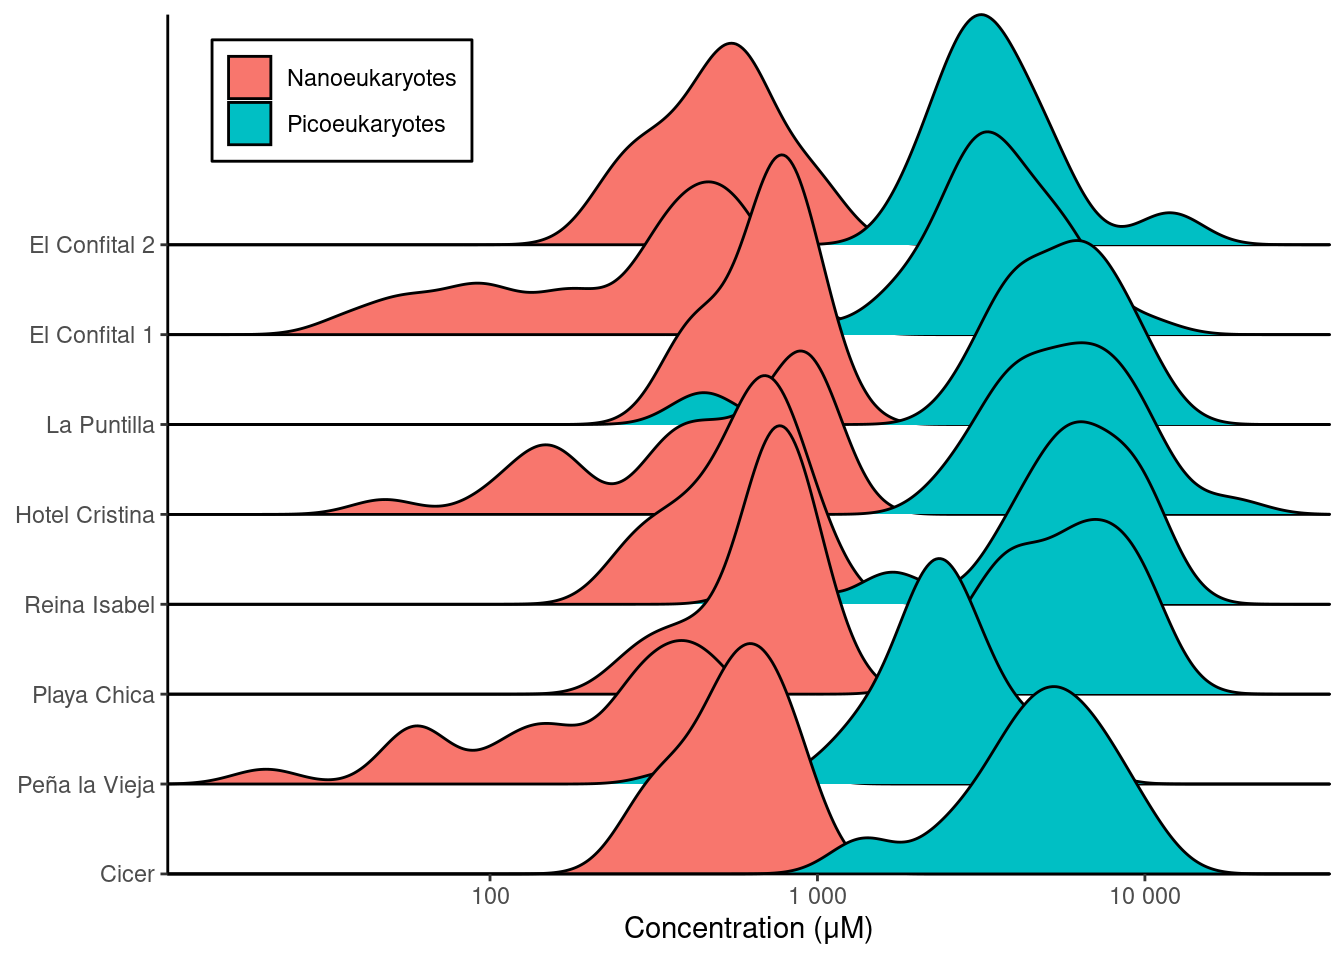 Nanoeukaryotes
Picoeukaryotes
El Confital 2
El Confital 1
La Puntilla
Hotel Cristina
Reina Isabel
Playa Chica
Peña la Vieja
Cicer
100
1 000
10 000
Concentration (μM)